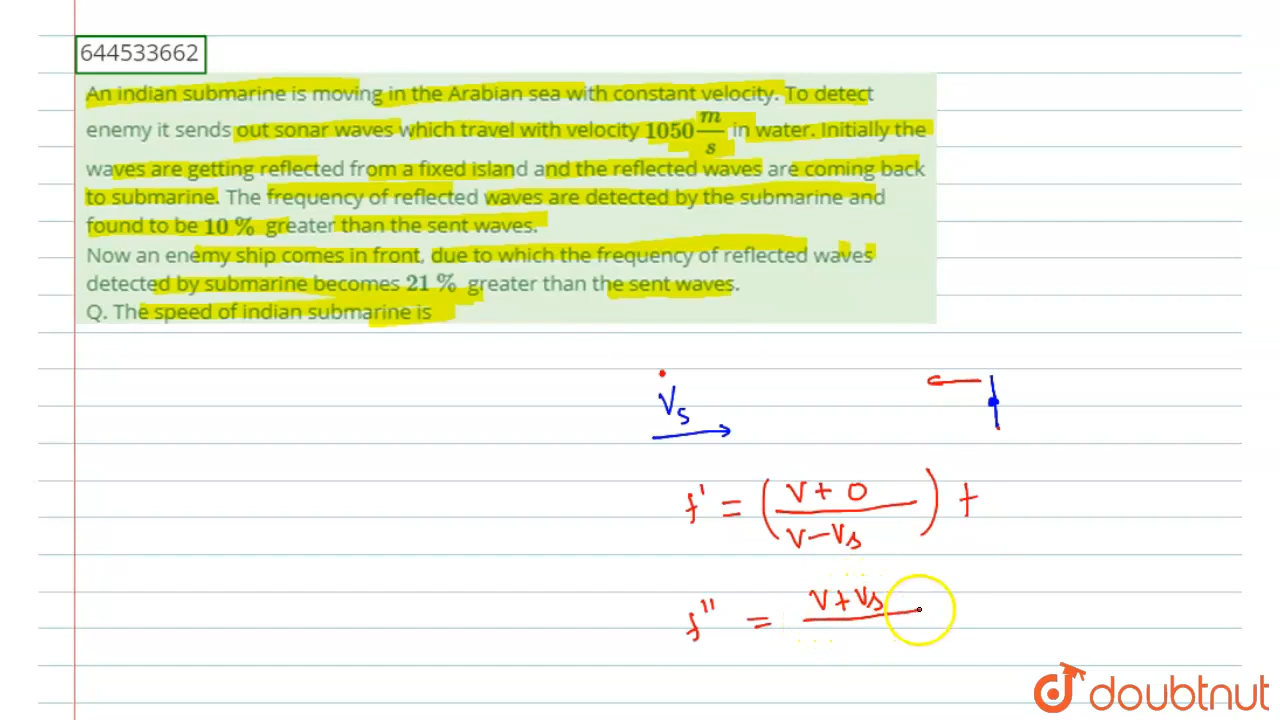 644533662
An indian submarine is moving in the Arabian sea with constant velocity. To detect
enemy it sends out sonar waves which travel with velocity 1050 m/s in water. Initially the
waves are getting reflected from a fixed island and the reflected waves are coming back
to submarine. The frequency of reflected waves are detected by the submarine and
found to be 10 % greater than the sent waves.
Now an enemy ship comes in front, due to which the frequency of reflected waves
detected by submarine becomes 21 % greater than the sent waves.
Q. The speed of indian submarine is
Vs
f' = (V + 0 / V - Vs) f
f'' = V + Vs
doubtnut